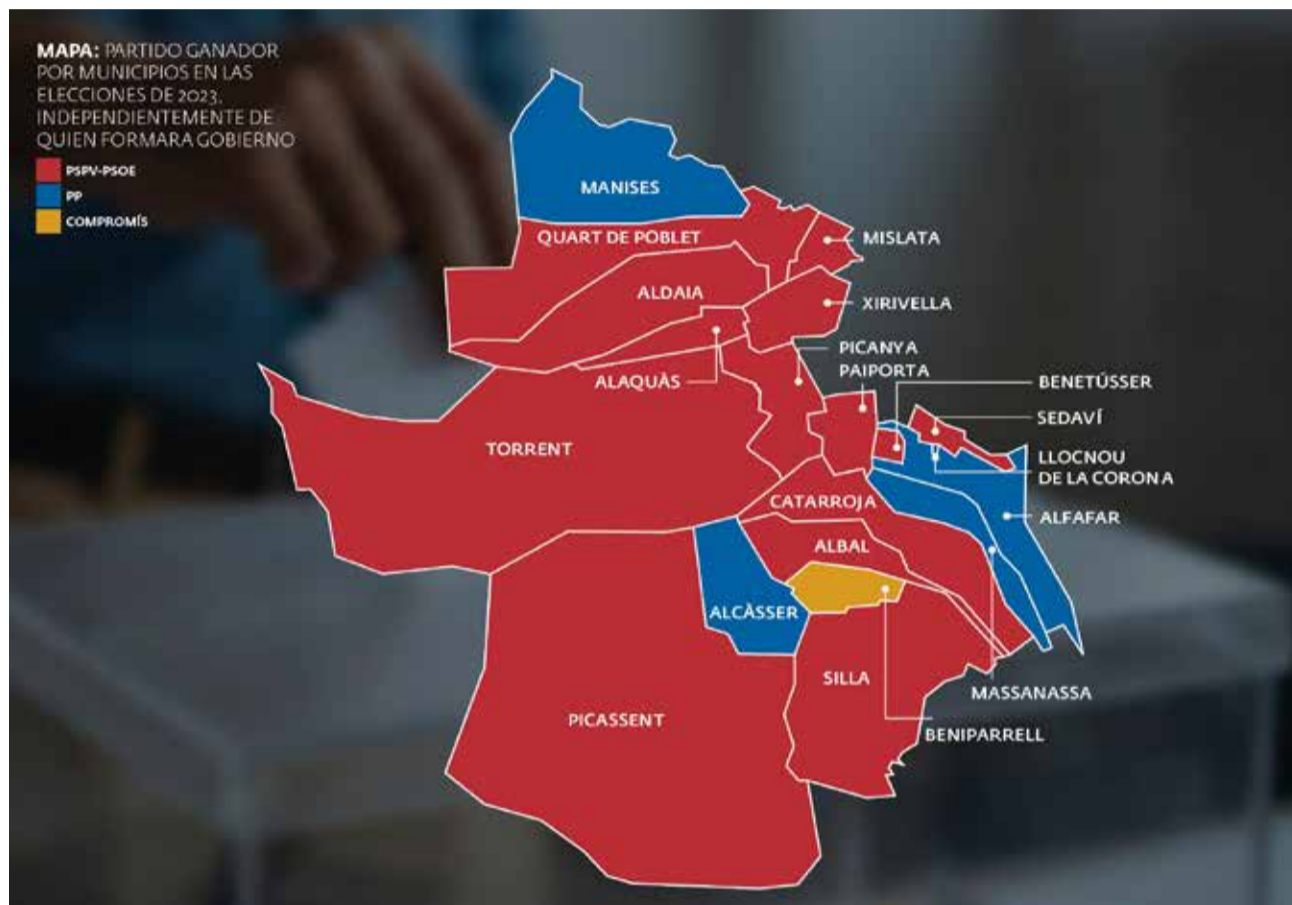 MAPA: PARTIDO GANADOR
POR MUNICIPIOS EN LAS
ELECCIONES DE 2023,
INDEPENDIENTEMENTE DE
QUIEN FORMARA GOBIERNO
PSPV-PSOE
PP
COMPROMÍS
MANISES
QUART DE POBLET
MISLATA
ALDAIA
XIRIVELLA
PICANYA
PAIPORTA
ALAQUÀS
BENETÚSSER
SEDAVÍ
TORRENT
LLOCNOU
DE LA CORONA
CATARROJA
ALFAFAR
ALBAL
ALCÀSSER
SILLA
MASSANASSA
PICASSENT
BENIPARRELL